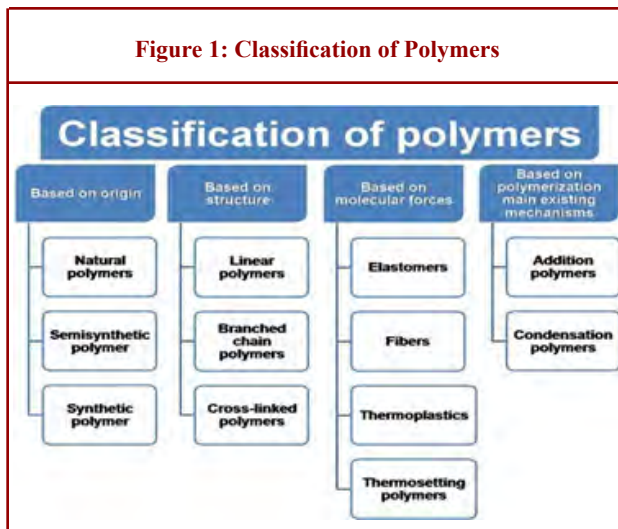 Figure 1: Classification of Polymers
Classification of polymers
Based on origin
Natural
polymers
Semisynthetic
polymer
Synthetic
polymer
Based on
structure
Linear
polymers
Branched
chain
polymers
Cross-linked
polymers
Based on
molecular forces
Elastomers
Fibers
Thermoplastics
Thermosetting
polymers
Based on
polymerization
main existing
mechanisms
Addition
polymers
Condensation
polymers